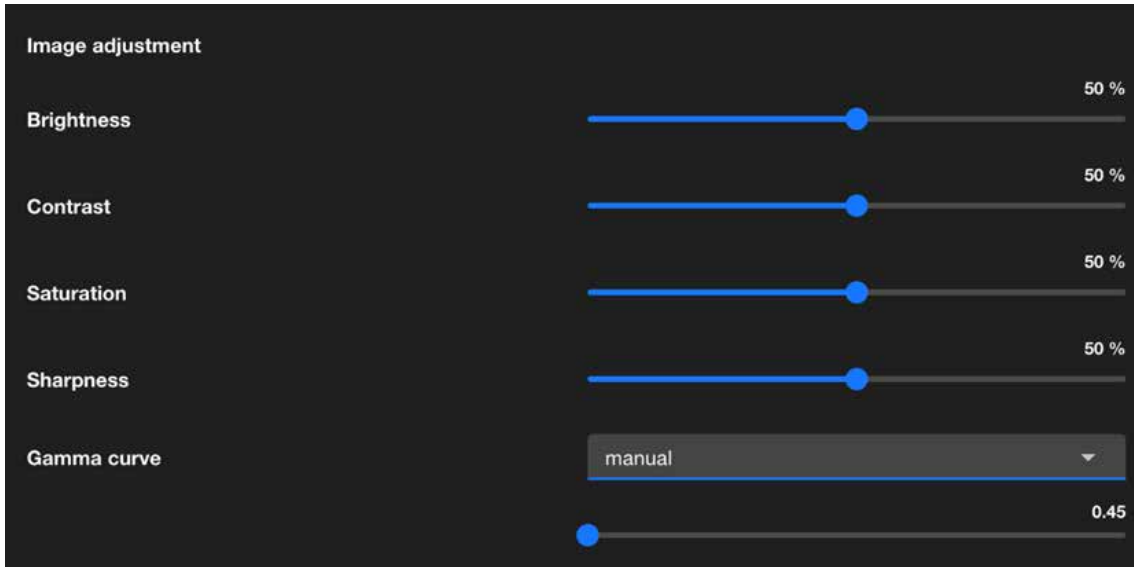 Image adjustment
50 %
Brightness
50 %
Contrast
50 %
Saturation
50 %
Sharpness
Gamma curve manual
0.45